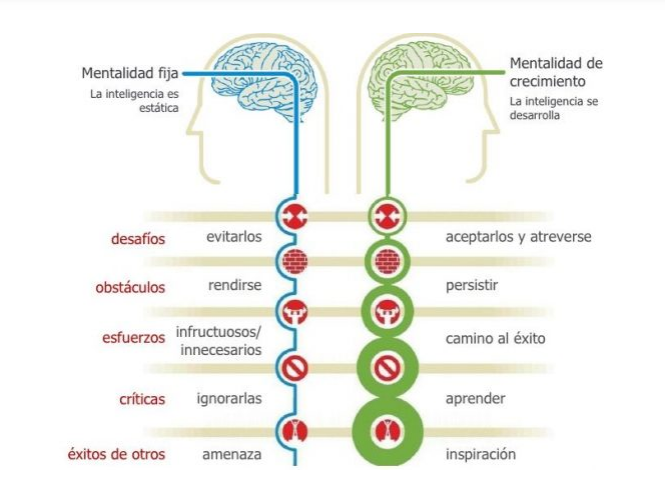 Mentalidad fija
La inteligencia es
estática
Mentalidad de
crecimiento
La inteligencia se
desarrolla
desafíos evitarlos aceptarlos y atreverse
obstáculos rendirse persistir
esfuerzos infructuosos/
innecesarios camino al éxito
críticas ignorarlas aprender
éxitos de otros amenaza inspiración